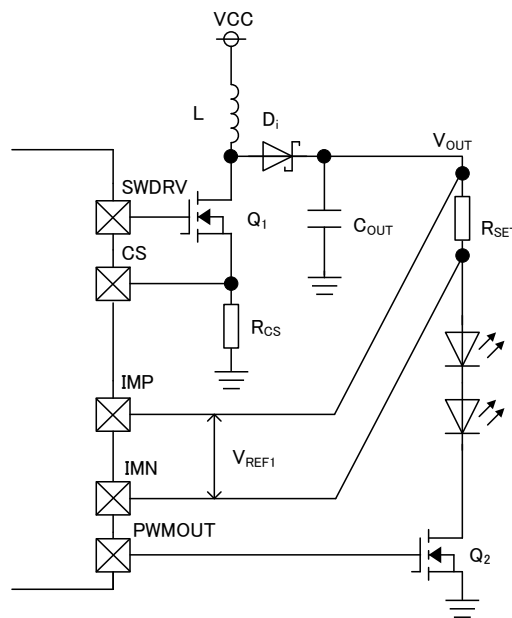 VCC
L
Di
VOUT
SWDRV
Q1
COUT
RSET
CS
RCS
IMP
VREF1
IMN
PWMOUT
Q2